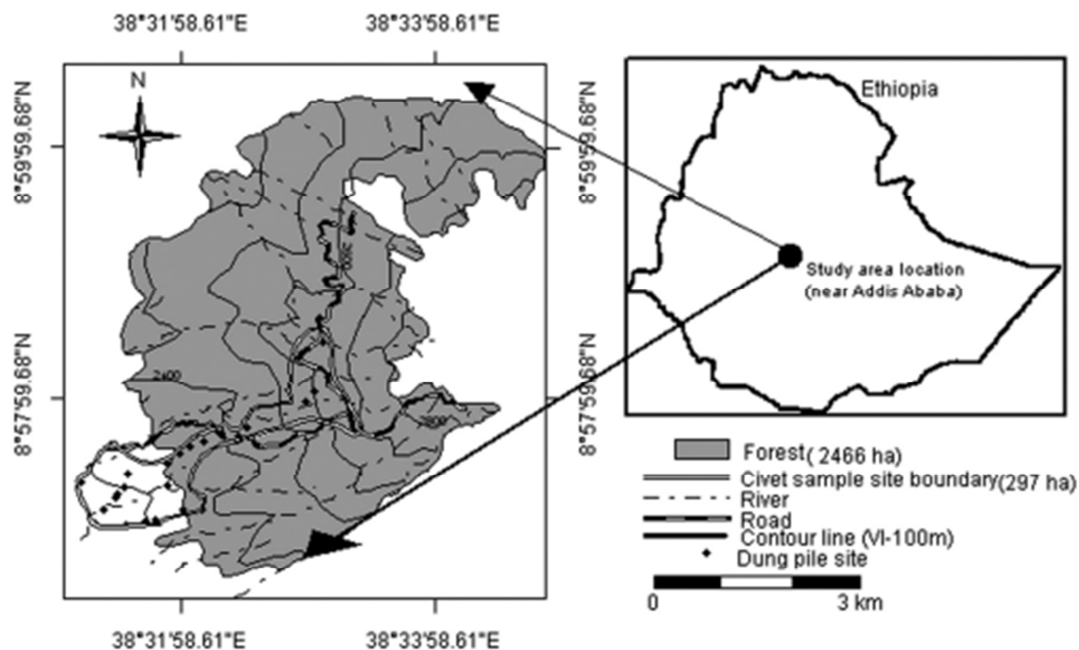 38°31'58.61"E 38°33'58.61"E
N
8°59'59.68"N
8°57'59.68"N
2400
8°59'59.68"N
8°57'59.68"N
38°31'58.61"E 38°33'58.61"E
Ethiopia
Study area location
(near Addis Ababa)
Forest( 2466 ha)
Civet sample site boundary(297 ha)
River
Road
Contour line (VI-100m)
Dung pile site
0 3 km